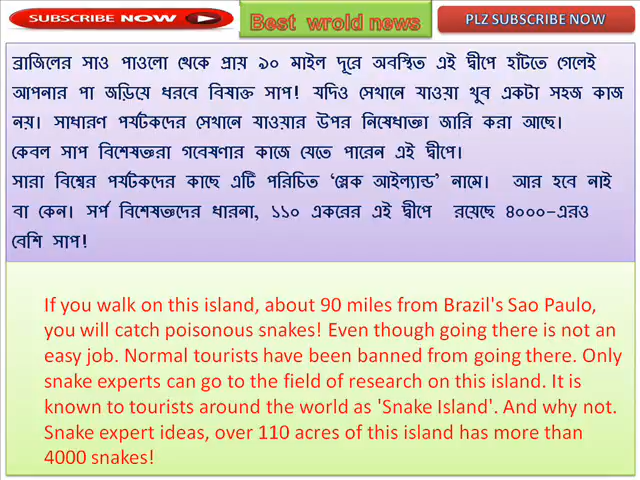 SUBSCRIBE NOW
Best wrold news
PLZ SUBSCRIBE NOW
ব্রাজিলের সাও পাওলো থেকে প্রায় ৯০ মাইল দূরে অবস্থিত এই দ্বীপে হাঁটতে গেলেই
আপনার পা জড়িয়ে ধরবে বিষাক্ত সাপ! যদিও সেখানে যাওয়া খুব একটা সহজ কাজ
নয়। সাধারণ পর্যটকদের সেখানে যাওয়ার উপর নিষেধাজ্ঞা জারি করা আছে।
কেবল সাপ বিশেষজ্ঞরা গবেষণার কাজে যেতে পারেন এই দ্বীপে।
সারা বিশ্বের পর্যটকদের কাছে এটি পরিচিত ‘স্নেক আইল্যান্ড’ নামে। আর হবে নাই
বা কেন। সর্প বিশেষজ্ঞদের ধারনা, ১১০ একরের এই দ্বীপে রয়েছে ৪০০০-এরও
বেশি সাপ!
If you walk on this island, about 90 miles from Brazil's Sao Paulo,
you will catch poisonous snakes! Even though going there is not an
easy job. Normal tourists have been banned from going there. Only
snake experts can go to the field of research on this island. It is
known to tourists around the world as 'Snake Island'. And why not.
Snake expert ideas, over 110 acres of this island has more than
4000 snakes!